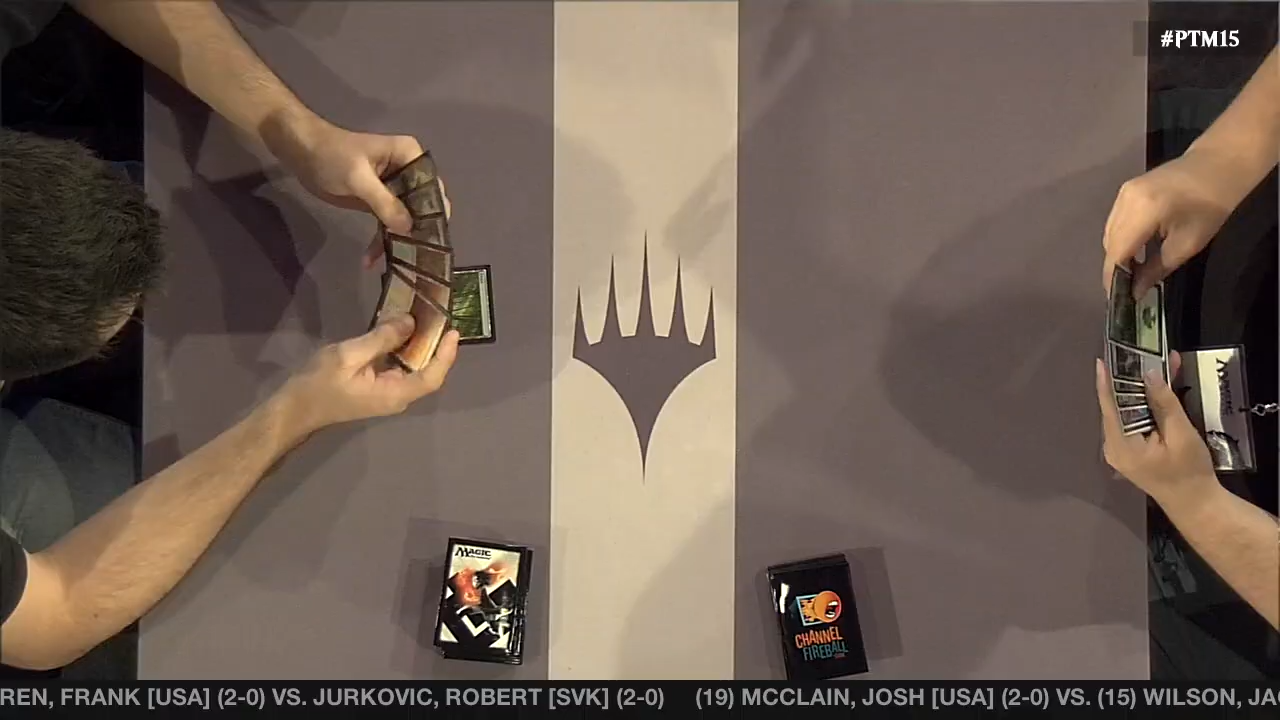 #PTM15
MAGIC
MAGIC
CHANNEL
FIREBALL
REN, FRANK [USA] (2-0) VS. JURKOVIC, ROBERT [SVK] (2-0) (19) MCCLAIN, JOSH [USA] (2-0) VS. (15) WILSON, JA